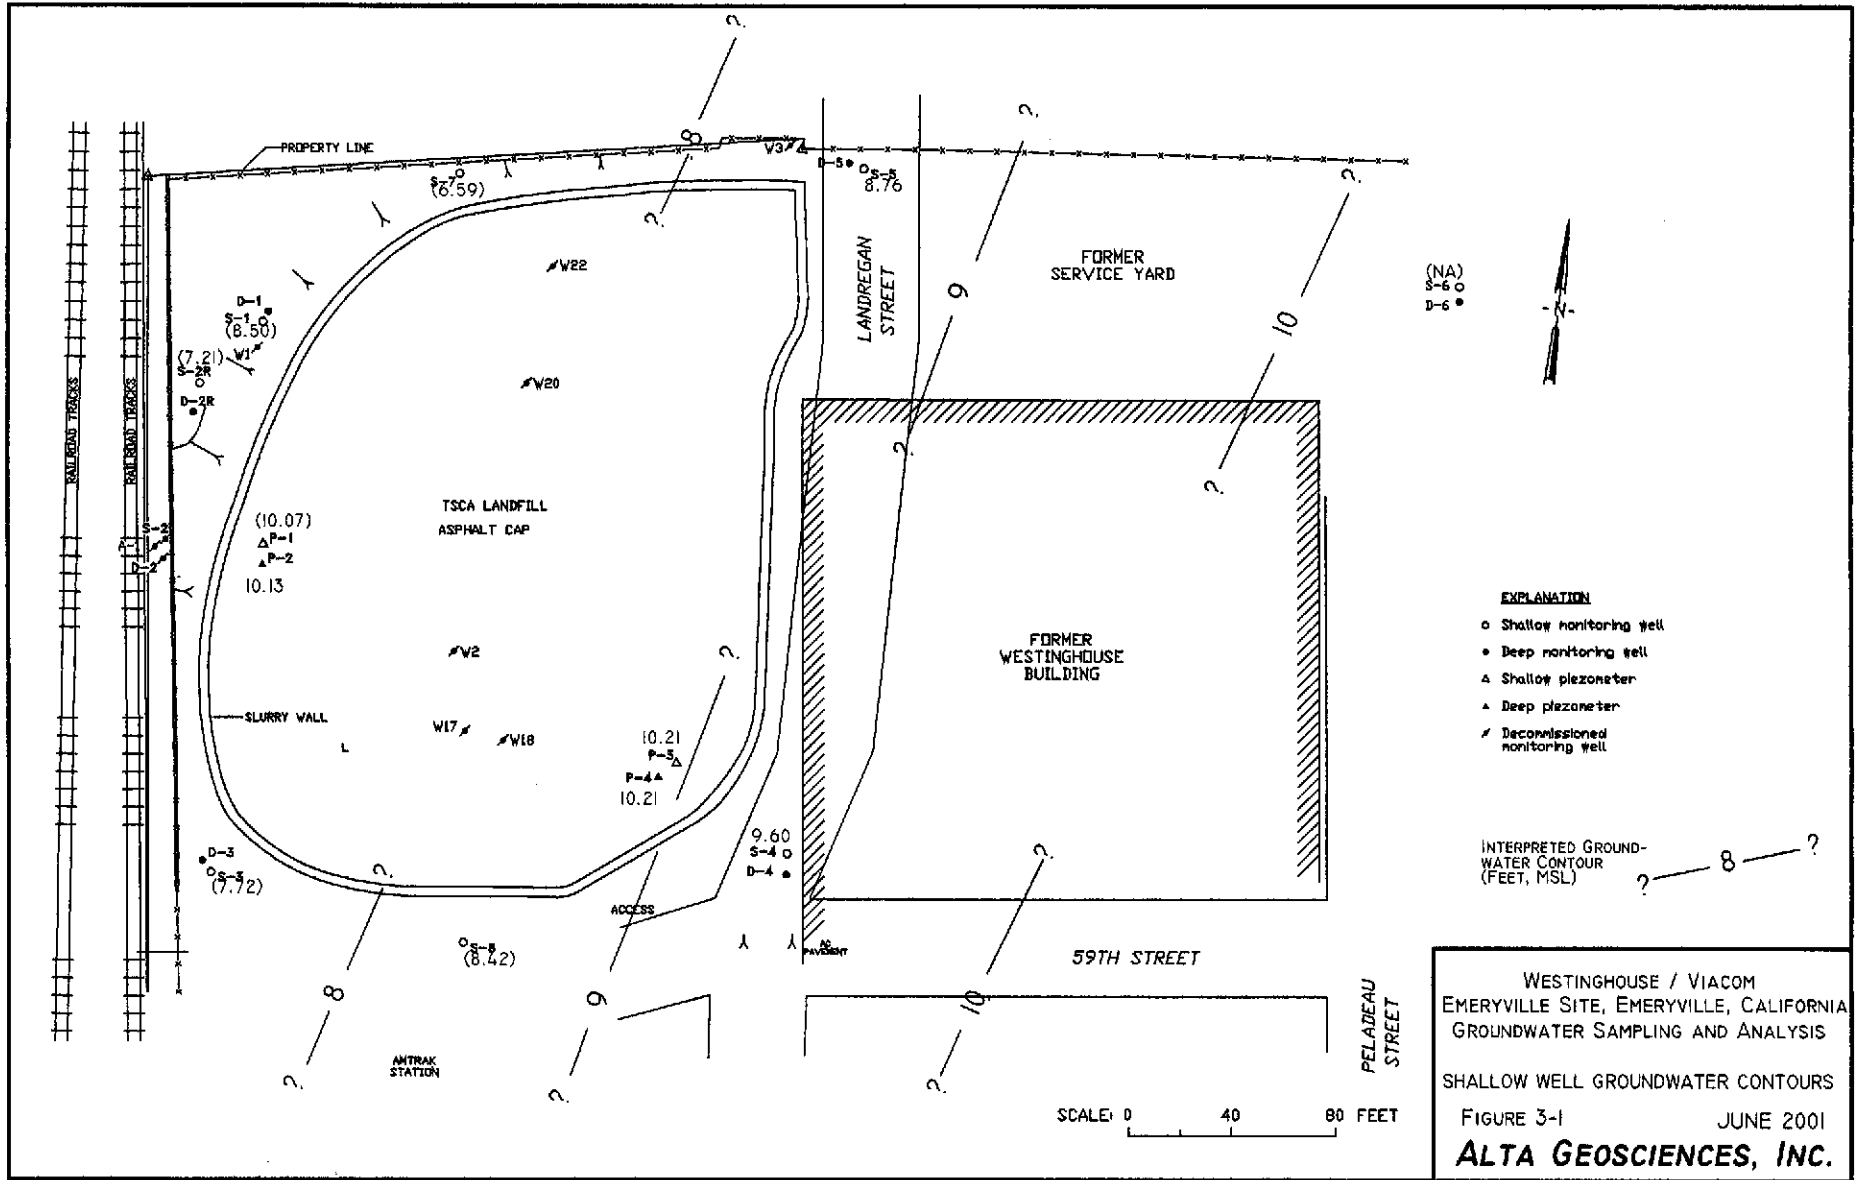 ?
8
?
?
9
?
?
10
?
PROPERTY LINE
S-7
(6.59)
W3
D-5
S-5
8.76
W22
LANDREGAN
STREET
FORMER
SERVICE YARD
(NA)
S-6
D-6
-Z-
D-1
S-1
(8.50)
W1
(7.21)
S-2R
D-2R
W20
RAILROAD TRACKS
RAILROAD TRACKS
TSCA LANDFILL
ASPHALT CAP
S-2
D-2
(10.07)
P-1
P-2
10.13
W2
FORMER
WESTINGHOUSE
BUILDING
EXPLANATION
Shallow monitoring well
Deep monitoring well
Shallow piezometer
Deep piezometer
Decommissioned
monitoring well
SLURRY WALL
L
W17
W18
?
10.21
P-3
P-4
10.21
9.60
S-4
D-4
D-3
S-3
(7.72)
?
8
?
9
?
?
10
?
INTERPRETED GROUND-
WATER CONTOUR
(FEET, MSL)
? 8 ?
ACCESS
S-8
(8.42)
AC
PAVEMENT
59TH STREET
PELADEAU
STREET
AMTRAK
STATION
SCALE: 0 40 80 FEET
WESTINGHOUSE / VIACOM
EMERYVILLE SITE, EMERYVILLE, CALIFORNIA
GROUNDWATER SAMPLING AND ANALYSIS
SHALLOW WELL GROUNDWATER CONTOURS
FIGURE 3-1 JUNE 2001
ALTA GEOSCIENCES, INC.